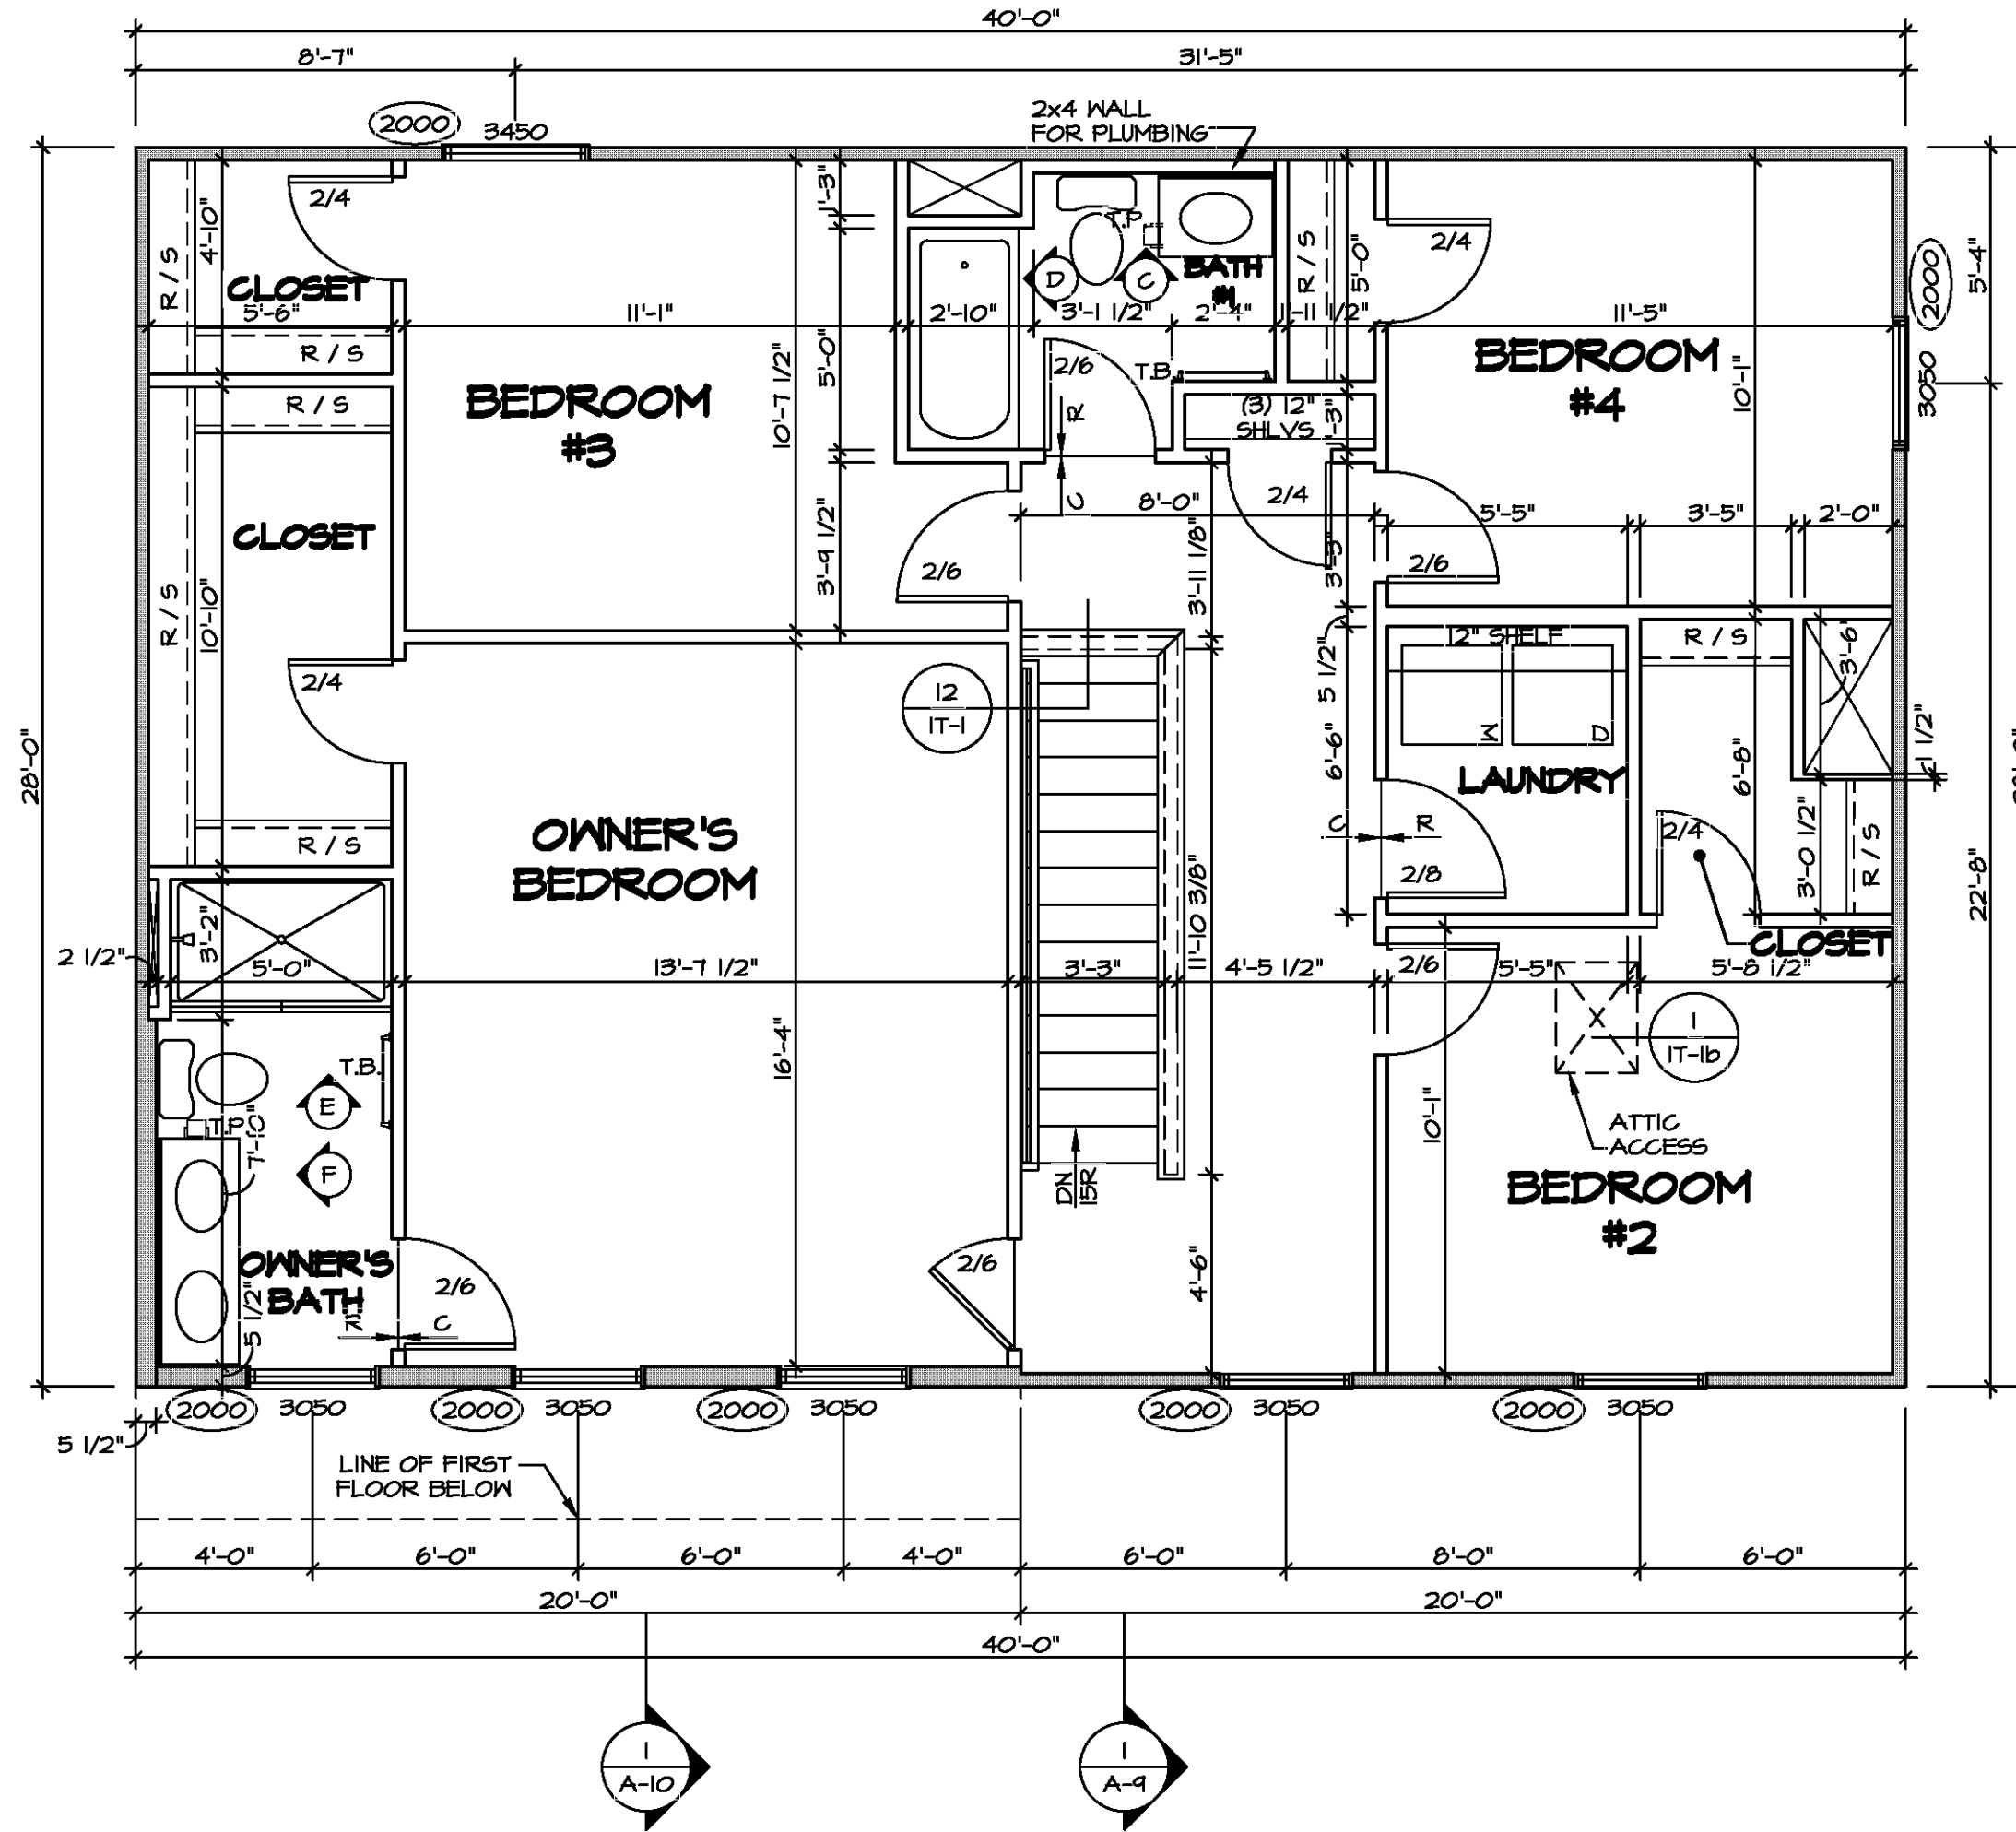 40'-0"
8'-7"
31'-5"
2x4 WALL
FOR PLUMBING
2000
3450
2/4
4'-10"
R / S
CLOSET
5'-6"
R / S
11'-1"
1'-3"
10'-7 1/2"
5'-0"
2'-10"
T.P.
D
C
BATH
#1
3'-1 1/2"
2'-4"
1'-11 1/2"
R / S
5'-0"
2/4
11'-5"
2000
5'-4"
3050
BEDROOM
#4
10'-1"
BEDROOM
#3
R / S
2/6
T.B.
R
C
(3) 12"
SHLVS
8'-0"
2/4
5'-5"
3'-5"
2'-0"
CLOSET
R / S
10'-10"
3'-9 1/2"
2/6
3'-11 1/8"
3'-3"
2/6
28'-0"
2/4
12
1T-1
5 1/2"
12" SHELF
R / S
3'-6"
W
D
LAUNDRY
6'-6"
6'-8"
1 1/2"
OWNER'S
BEDROOM
R / S
C
R
2/8
2/4
3'-0 1/2"
R / S
22'-8"
11'-10 3/8"
3'-2"
2 1/2"
5'-0"
13'-7 1/2"
3'-3"
4'-5 1/2"
2/6
5'-5"
CLOSET
5'-8 1/2"
X
1
1T-1b
16'-4"
T.B.
E
T.P.
7'-10"
F
DN
15R
10'-1"
ATTIC
ACCESS
BEDROOM
#2
OWNER'S
BATH
5 1/2"
2/6
C
2/6
4'-6"
2000
3050
2000
3050
2000
3050
2000
3050
2000
3050
5 1/2"
LINE OF FIRST
FLOOR BELOW
4'-0"
6'-0"
6'-0"
4'-0"
6'-0"
8'-0"
6'-0"
20'-0"
20'-0"
40'-0"
1
A-10
1
A-9